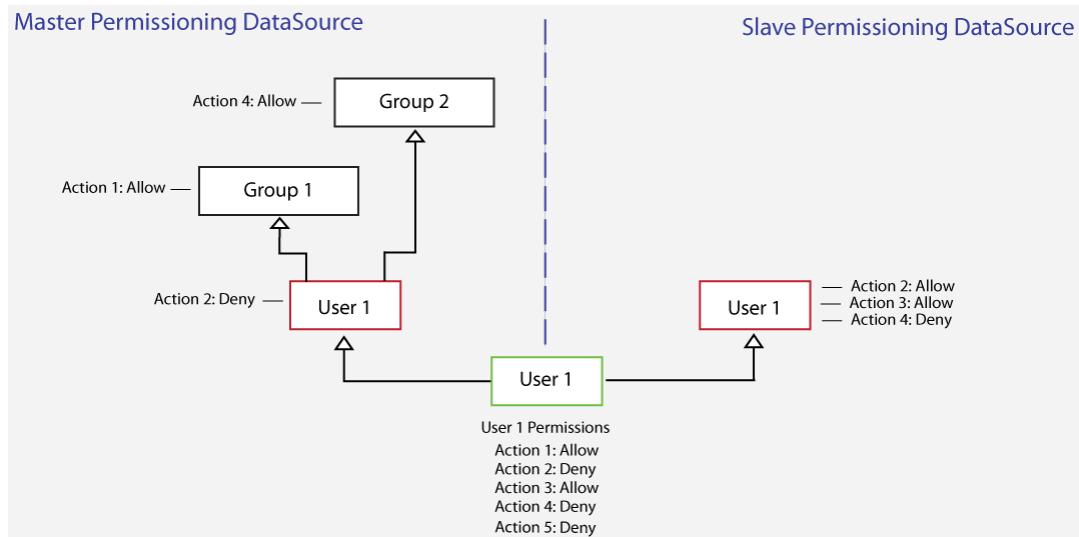 Master Permissioning DataSource
Slave Permissioning DataSource
Action 4: Allow
Group 2
Action 1: Allow
Group 1
Action 2: Deny
User 1
User 1
Action 2: Allow
Action 3: Allow
Action 4: Deny
User 1
User 1 Permissions
Action 1: Allow
Action 2: Deny
Action 3: Allow
Action 4: Deny
Action 5: Deny